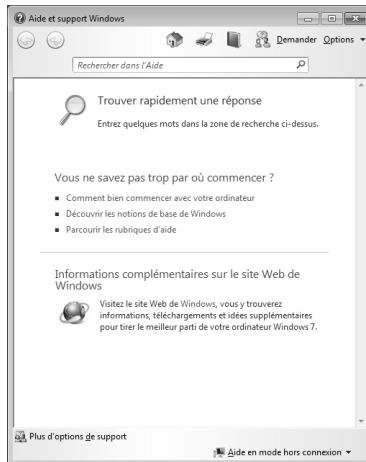 Aide et support Windows
Demander Options
Rechercher dans l'Aide
Trouver rapidement une réponse
Entrez quelques mots dans la zone de recherche ci-dessus.
Vous ne savez pas trop par où commencer ?
Comment bien commencer avec votre ordinateur
Découvrir les notions de base de Windows
Parcourir les rubriques d'aide
Informations complémentaires sur le site Web de
Windows
Visitez le site Web de Windows, vous y trouverez
informations, téléchargements et idées supplémentaires
pour tirer le meilleur parti de votre ordinateur Windows 7.
Plus d'options de support
Aide en mode hors connexion